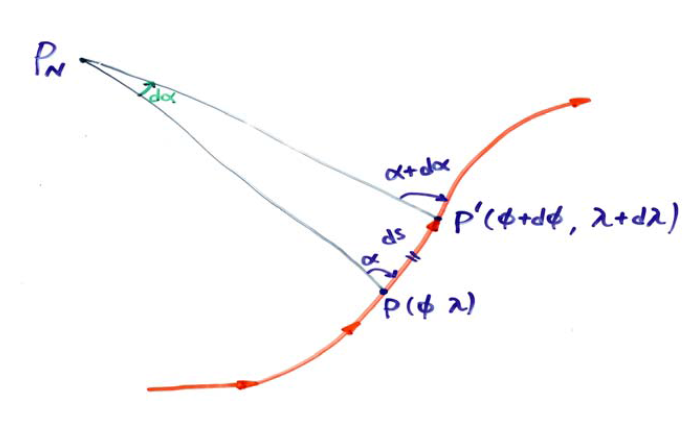 P_N
dα
α+dα
P'(ϕ+dϕ, λ+dλ)
ds
α
P(ϕ λ)